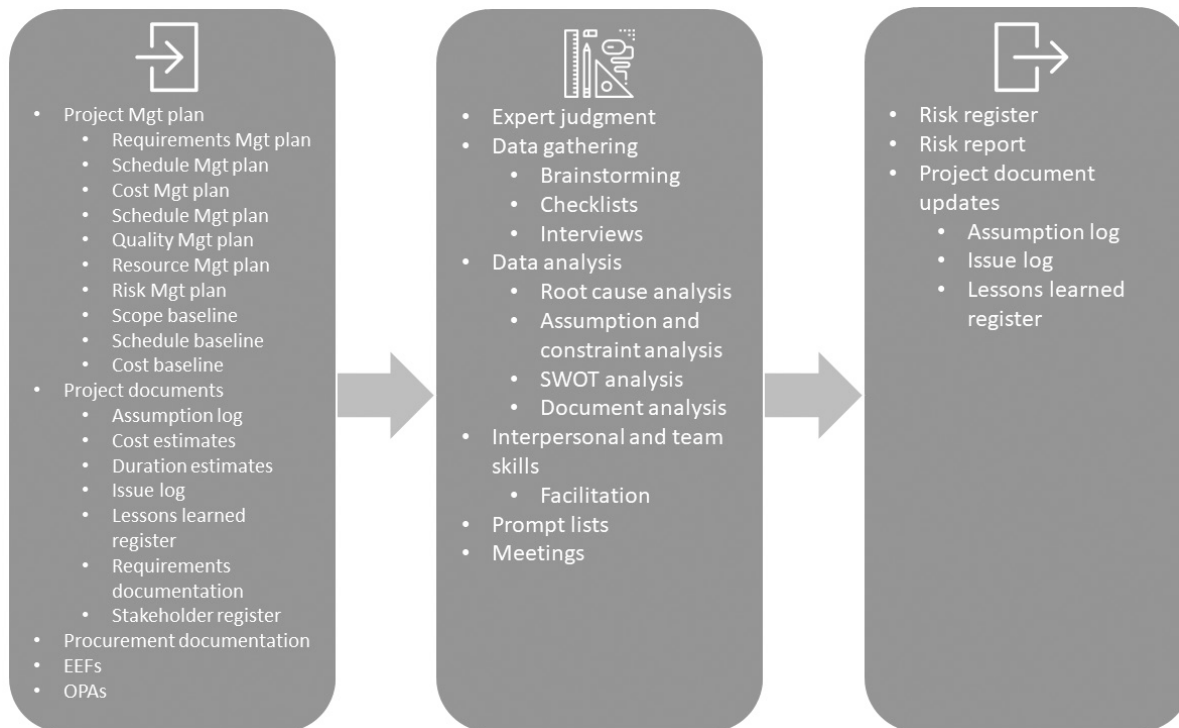 • Project Mgt plan
• Requirements Mgt plan
• Schedule Mgt plan
• Cost Mgt plan
• Schedule Mgt plan
• Quality Mgt plan
• Resource Mgt plan
• Risk Mgt plan
• Scope baseline
• Schedule baseline
• Cost baseline
• Project documents
• Assumption log
• Cost estimates
• Duration estimates
• Issue log
• Lessons learned
register
• Requirements
documentation
• Stakeholder register
• Procurement documentation
• EEFs
• OPAs
• Expert judgment
• Data gathering
• Brainstorming
• Checklists
• Interviews
• Data analysis
• Root cause analysis
• Assumption and
constraint analysis
• SWOT analysis
• Document analysis
• Interpersonal and team
skills
• Facilitation
• Prompt lists
• Meetings
• Risk register
• Risk report
• Project document
updates
• Assumption log
• Issue log
• Lessons learned
register